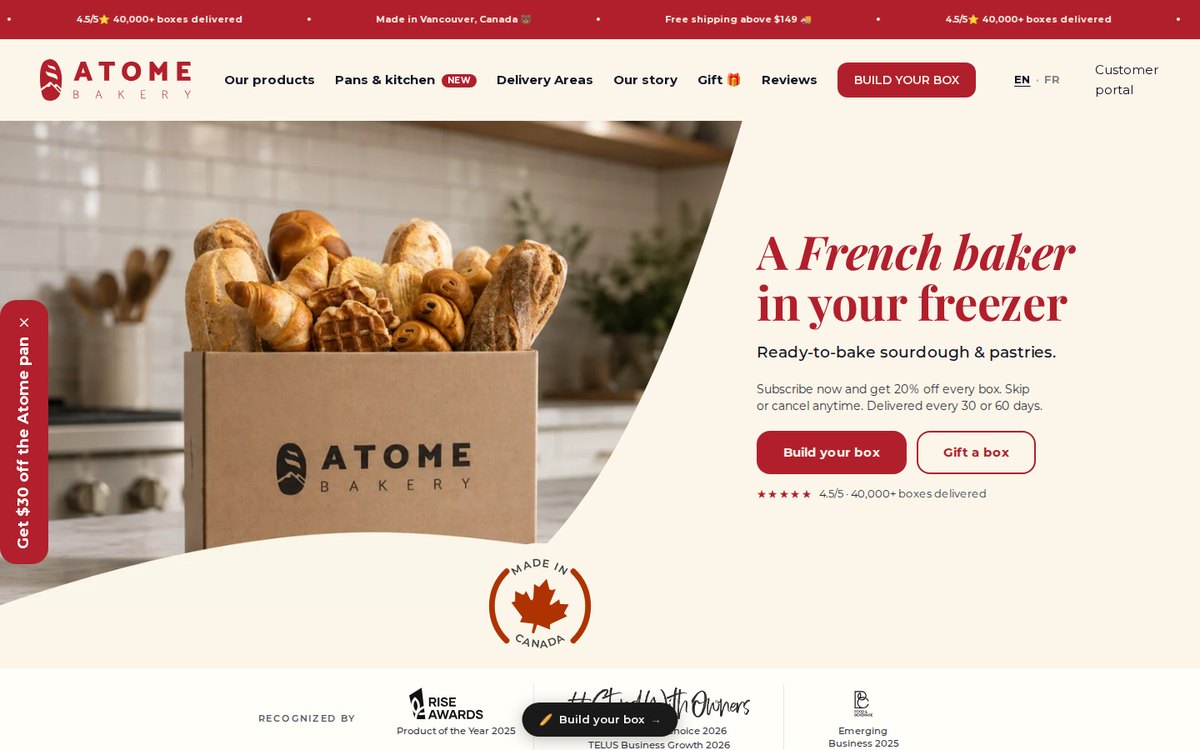 4.5/5⭐ 40,000+ boxes delivered
Made in Vancouver, Canada 🐻
Free shipping above $149 🚚
4.5/5⭐ 40,000+ boxes delivered
ATOME
BAKERY
Our products
Pans & kitchen NEW
Delivery Areas
Our story
Gift 🎁
Reviews
BUILD YOUR BOX
EN · FR
Customer
portal
A French baker
in your freezer
Ready-to-bake sourdough & pastries.
Subscribe now and get 20% off every box. Skip
or cancel anytime. Delivered every 30 or 60 days.
Build your box
Gift a box
★★★★★ 4.5/5 · 40,000+ boxes delivered
Get $30 off the Atome pan ×
ATOME
BAKERY
MADE IN
CANADA
RECOGNIZED BY
RISE
AWARDS
Product of the Year 2025
#StandWithOwners
2026
TELUS Business Growth 2026
Emerging
Business 2025
🥖 Build your box →